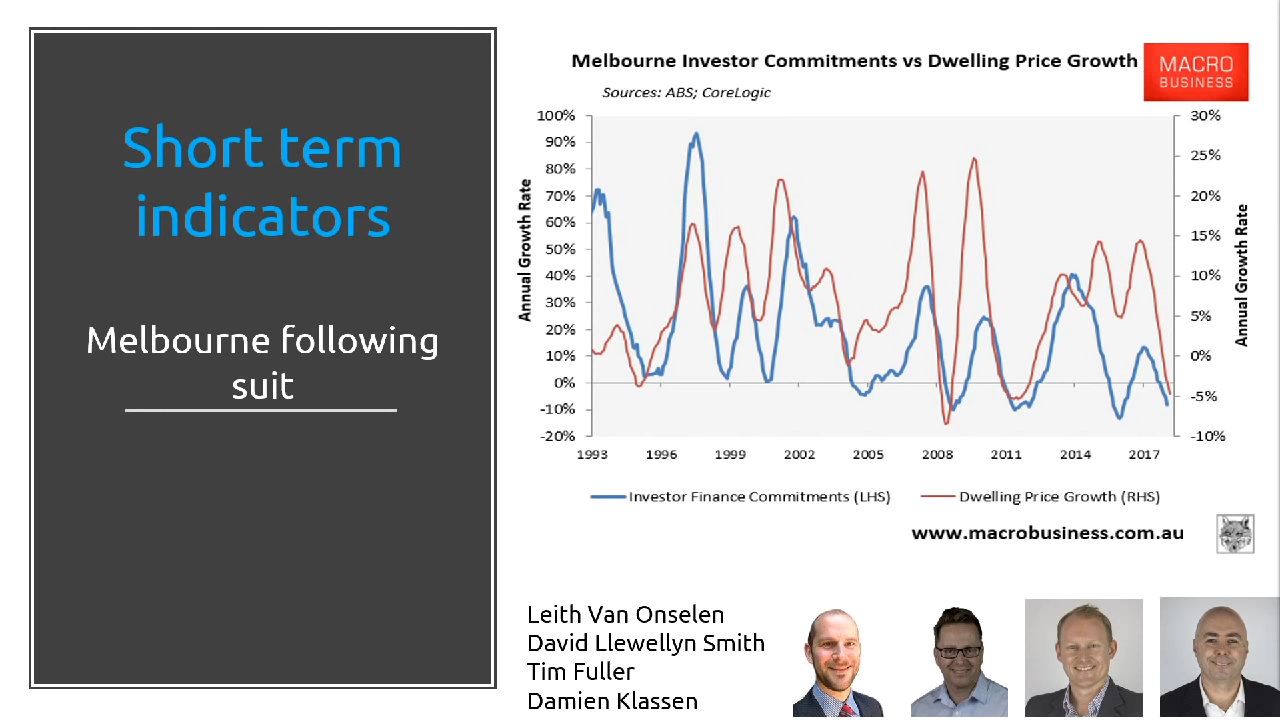 Short term
indicators
Melbourne following
suit
Melbourne Investor Commitments vs Dwelling Price Growth
MACRO
BUSINESS
Sources: ABS; CoreLogic
100%
90%
80%
70%
60%
50%
40%
30%
20%
10%
0%
-10%
-20%
Annual Growth Rate
30%
25%
20%
15%
10%
5%
0%
-5%
-10%
Annual Growth Rate
1993 1996 1999 2002 2005 2008 2011 2014 2017
Investor Finance Commitments (LHS) Dwelling Price Growth (RHS)
www.macrobusiness.com.au
Leith Van Onselen
David Llewellyn Smith
Tim Fuller
Damien Klassen